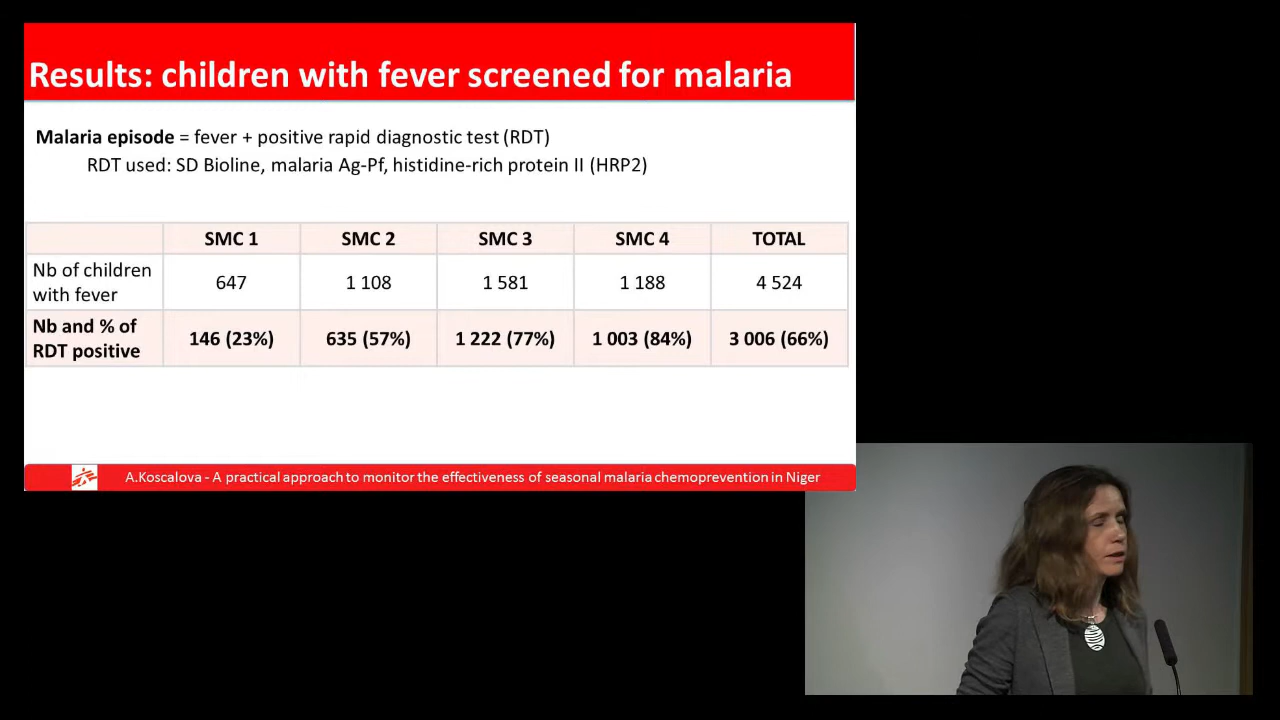 Results: children with fever screened for malaria
Malaria episode = fever + positive rapid diagnostic test (RDT)
RDT used: SD Bioline, malaria Ag-Pf, histidine-rich protein II (HRP2)
SMC 1 SMC 2 SMC 3 SMC 4 TOTAL
Nb of children
with fever 647 1 108 1 581 1 188 4 524
Nb and % of
RDT positive 146 (23%) 635 (57%) 1 222 (77%) 1 003 (84%) 3 006 (66%)
A.Koscalova - A practical approach to monitor the effectiveness of seasonal malaria chemoprevention in Niger